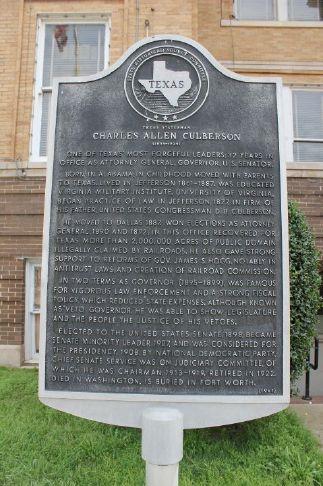 TEXAS
TEXAS STATESMAN
CHARLES ALLEN CULBERSON
ONE OF TEXAS' MOST FORCEFUL LEADERS; 32 YEARS IN
OFFICE AS ATTORNEY GENERAL, GOVERNOR, U.S. SENATOR.
BORN IN ALABAMA. IN CHILDHOOD MOVED WITH PARENTS
TO TEXAS. LIVED IN JEFFERSON 1861-1887. WAS EDUCATED
VIRGINIA MILITARY INSTITUTE, UNIVERSITY OF VIRGINIA.
BEGAN PRACTICE OF LAW IN JEFFERSON 1877 IN FIRM OF
HIS FATHER, UNITED STATES CONGRESSMAN D.B. CULBERSON.
HE MOVED TO DALLAS 1887. WON ELECTIONS AS ATTORNEY
GENERAL, 1890 AND 1892. IN THIS OFFICE RECOVERED FOR
TEXAS MORE THAN 2,000,000 ACRES OF PUBLIC DOMAIN
ILLEGALLY CLAIMED BY RAILROADS. HE ALSO GAVE STRONG
SUPPORT TO REFORMS OF GOV. JAMES S. HOGG, NOTABLY IN
ANTI-TRUST LAWS AND CREATION OF RAILROAD COMMISSION.
IN TWO TERMS AS GOVERNOR (1895-1899), WAS FAMOUS
FOR VIGOROUS LAW ENFORCEMENT AND A STRONG FISCAL
POLICY WHICH REDUCED STATE EXPENSES. ALTHOUGH KNOWN
AS "VETO GOVERNOR", HE WAS ABLE TO SHOW LEGISLATURE
AND THE PEOPLE THE JUSTICE OF HIS VETOES.
ELECTED TO THE UNITED STATES SENATE 1898, BECAME
SENATE MINORITY LEADER 1907, AND WAS CONSIDERED FOR
THE PRESIDENCY 1908 BY NATIONAL DEMOCRATIC PARTY.
CHIEF SENATE SERVICE WAS ON JUDICIARY COMMITTEE, OF
WHICH HE WAS CHAIRMAN 1913-1919. RETIRED IN 1922.
DIED IN WASHINGTON, IS BURIED IN FORT WORTH.